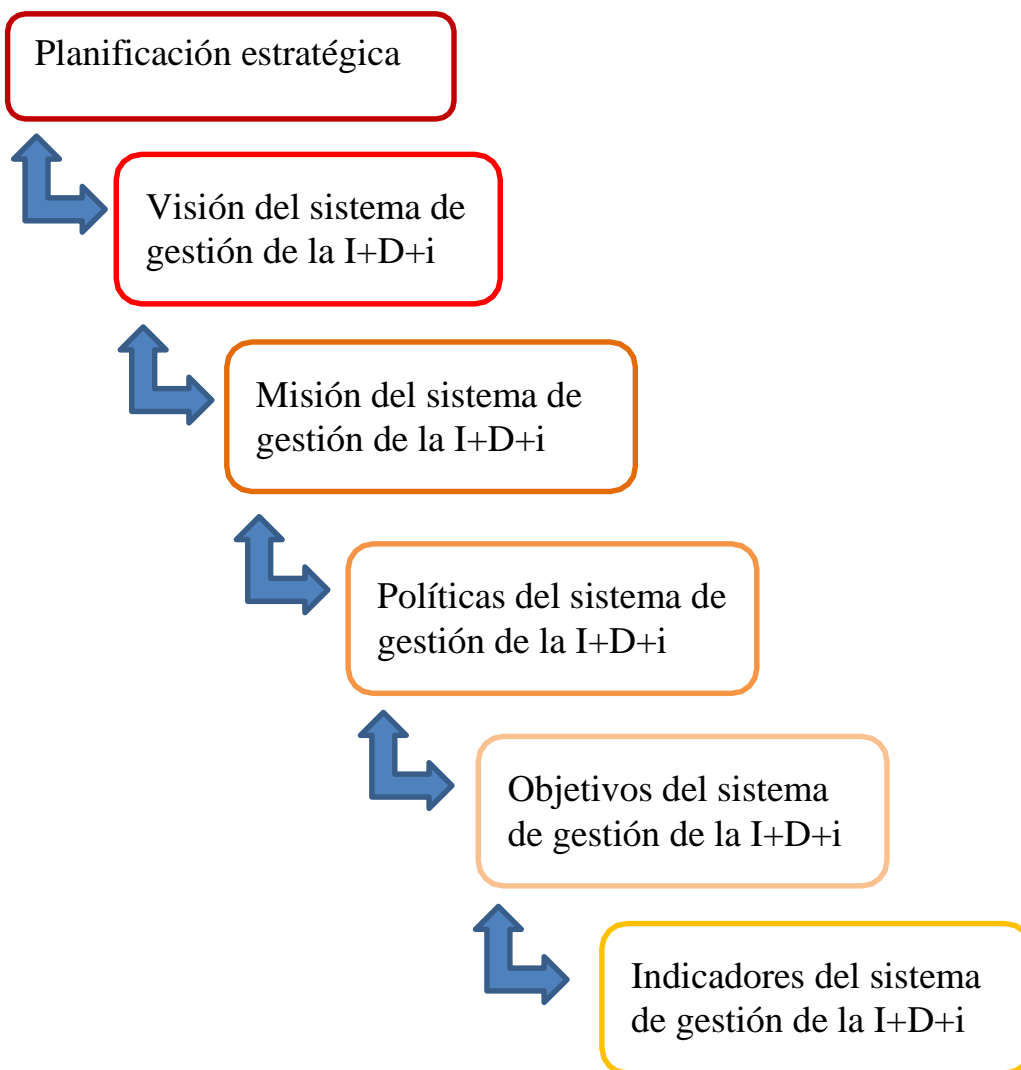 Planificación estratégica
Visión del sistema de
gestión de la I+D+i
Misión del sistema de
gestión de la I+D+i
Políticas del sistema de
gestión de la I+D+i
Objetivos del sistema
de gestión de la I+D+i
Indicadores del sistema
de gestión de la I+D+i